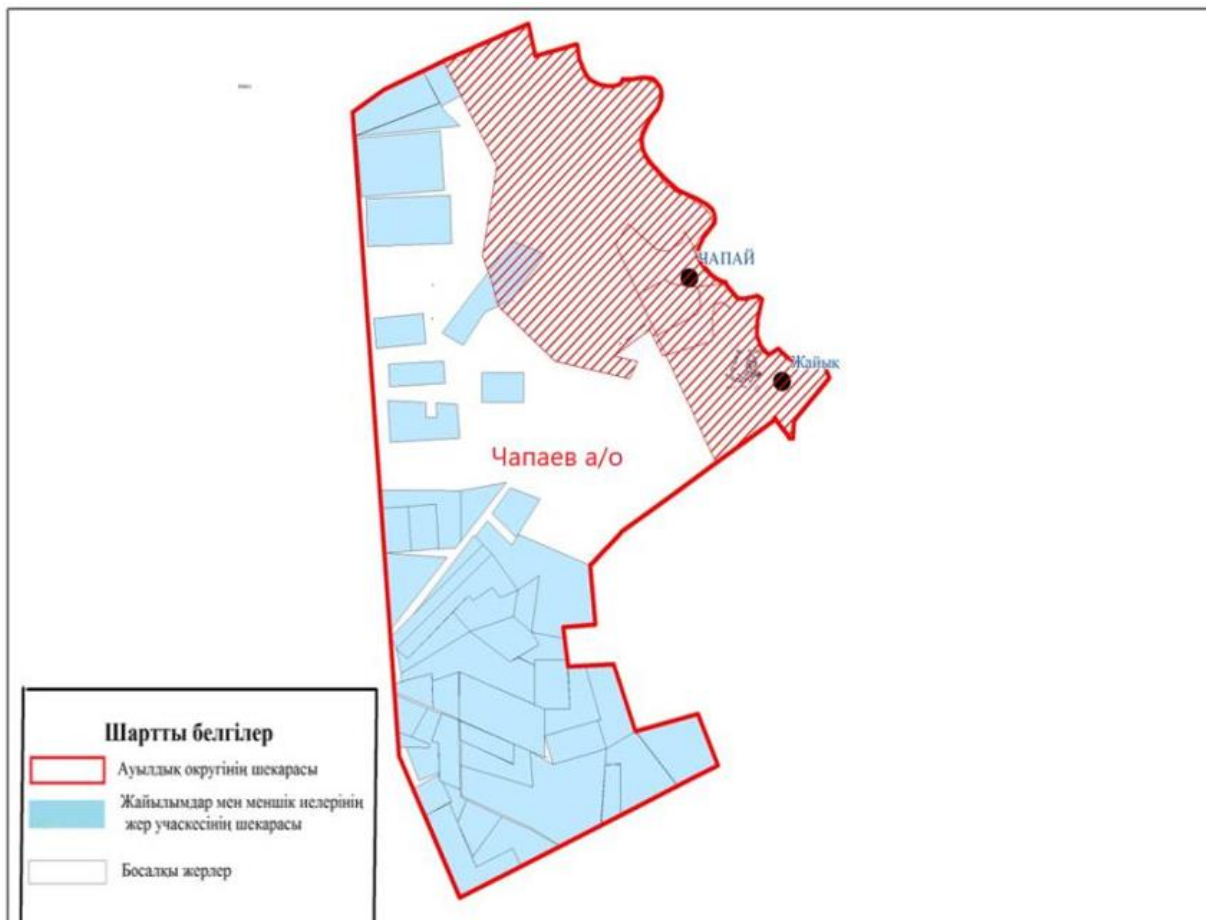 ЧАПАЙ
Жайық
Чапаев а/о
Шартты белгілер
Ауылдық округінің шекарасы
Жайылымдар мен меншік иелерінің
жер учаскесінің шекарасы
Босалқы жерлер